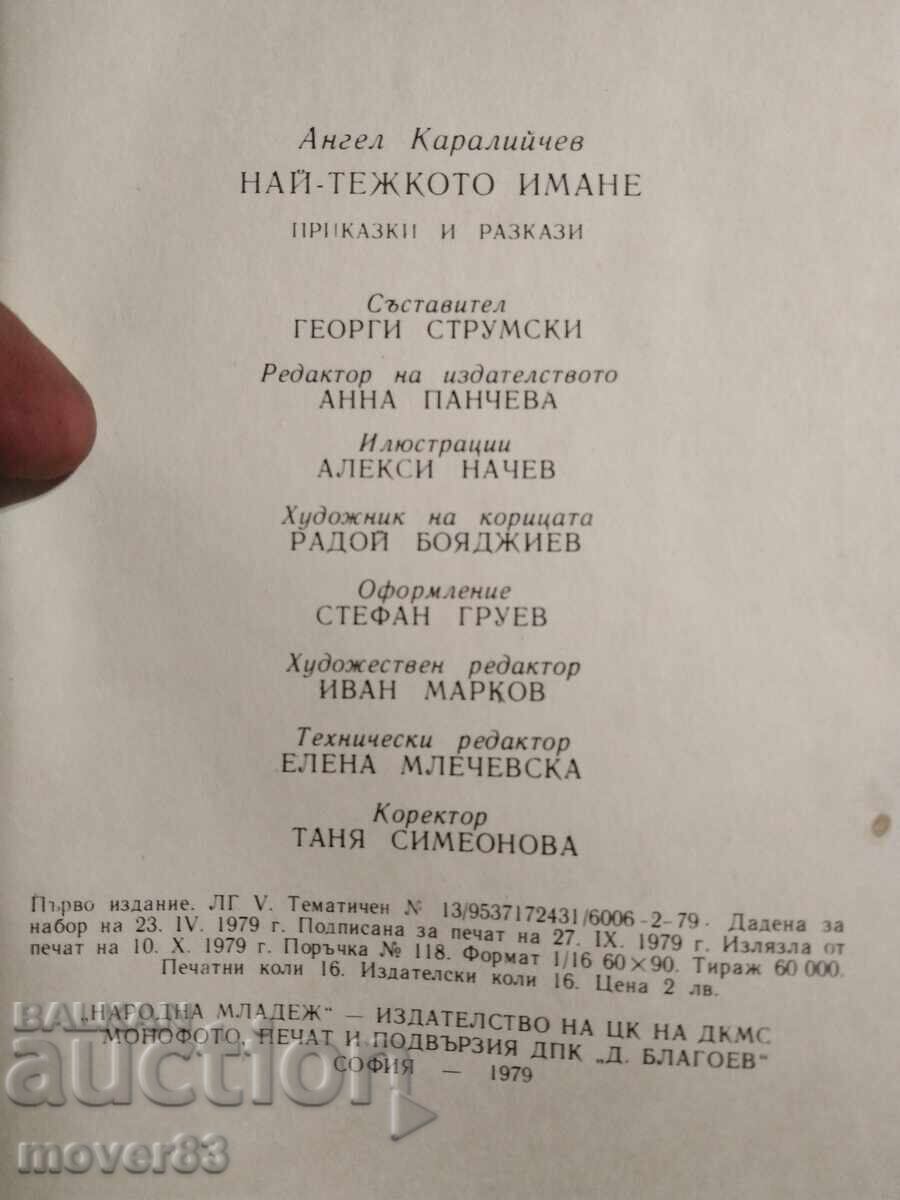 Ангел Каралийчев
НАЙ-ТЕЖКОТО ИМАНЕ
ПРИКАЗКИ И РАЗКАЗИ
Съставител
ГЕОРГИ СТРУМСКИ
Редактор на издателството
АННА ПАНЧЕВА
Илюстрации
АЛЕКСИ НАЧЕВ
Художник на корицата
РАДОЙ БОЯДЖИЕВ
Оформление
СТЕФАН ГРУЕВ
Художествен редактор
ИВАН МАРКОВ
Технически редактор
ЕЛЕНА МЛЕЧЕВСКА
Коректор
ТАНЯ СИМЕОНОВА
Първо издание. ЛГ V. Тематичен № 13/9537172431/6006-2-79. Дадена за
набор на 23. IV. 1979 г. Подписана за печат на 27. IX. 1979 г. Излязла от
печат на 10. X. 1979 г. Поръчка № 118. Формат 1/16 60×90. Тираж 60 000.
Печатни коли 16. Издателски коли 16. Цена 2 лв.
„НАРОДНА МЛАДЕЖ“ — ИЗДАТЕЛСТВО НА ЦК НА ДКМС
МОНОФОТО, ПЕЧАТ И ПОДВЪРЗИЯ ДПК „Д. БЛАГОЕВ“
СОФИЯ — 1979
BALKAN
auction
mover83